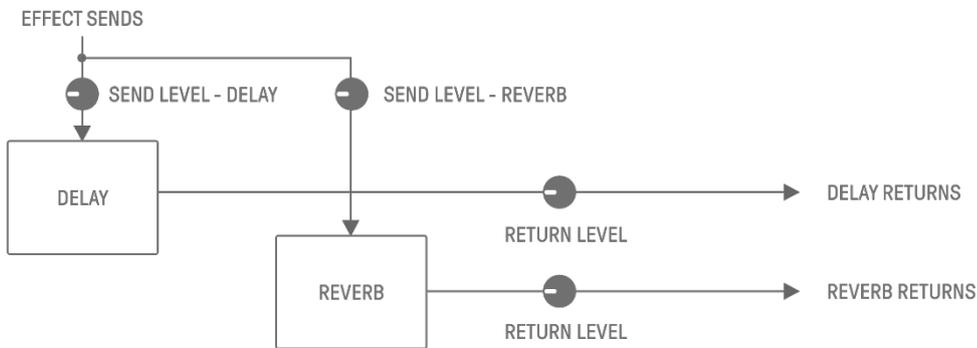 EFFECT SENDS
SEND LEVEL - DELAY
SEND LEVEL - REVERB
DELAY
DELAY RETURNS
RETURN LEVEL
REVERB
REVERB RETURNS
RETURN LEVEL